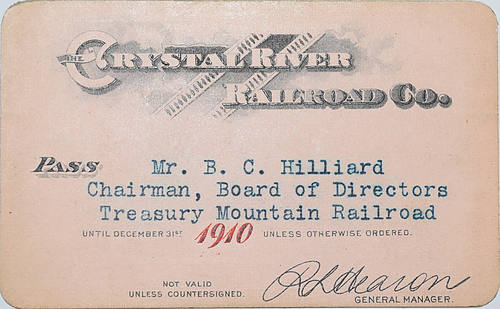 THE CRYSTAL RIVER
RAILROAD CO.
PASS Mr. B. C. Hilliard
Chairman, Board of Directors
Treasury Mountain Railroad
UNTIL DECEMBER 31ST 1910 UNLESS OTHERWISE ORDERED.
NOT VALID
UNLESS COUNTERSIGNED.
GENERAL MANAGER.